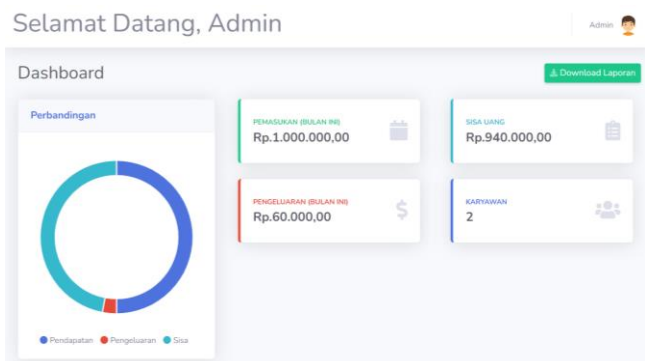 Selamat Datang, Admin
Admin
Dashboard
Download Laporan
Perbandingan
PEMASUKAN (BULAN INI)
Rp.1.000.000,00
SISA UANG
Rp.940.000,00
PENGELUARAN (BULAN INI)
Rp.60.000,00
KARYAWAN
2
Pendapatan Pengeluaran Sisa